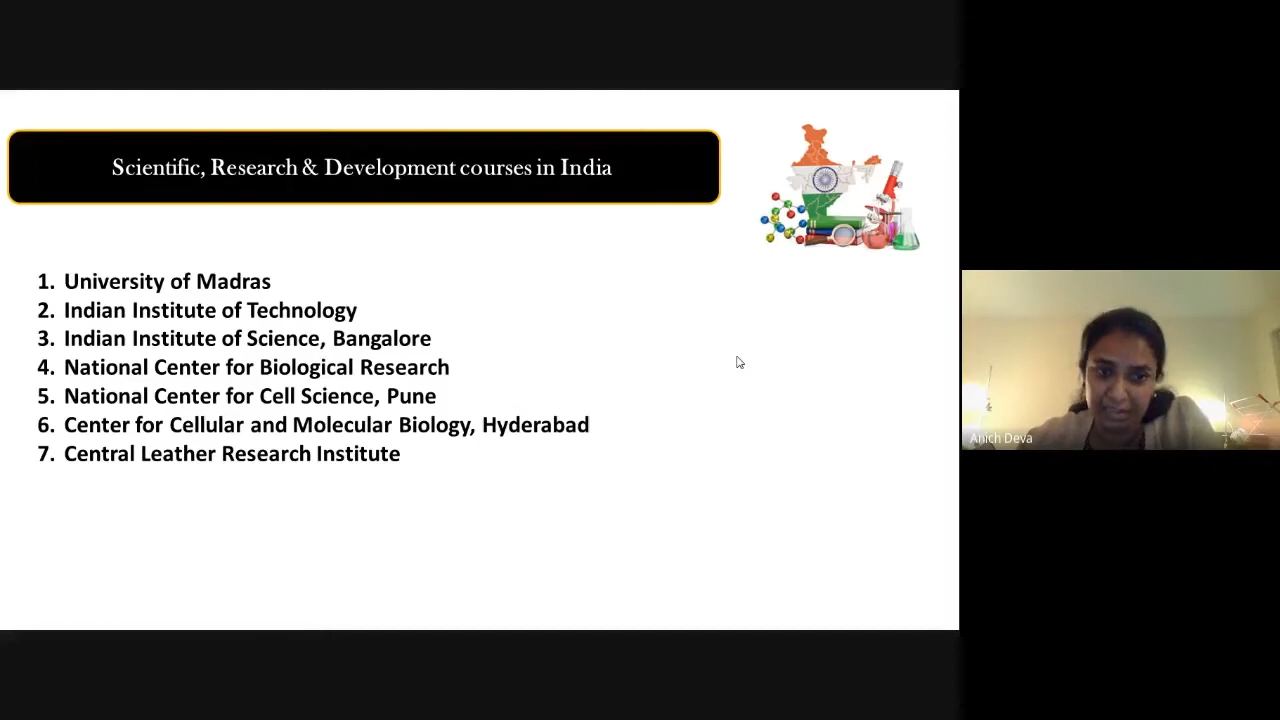 Scientific, Research & Development courses in India
1. University of Madras
2. Indian Institute of Technology
3. Indian Institute of Science, Bangalore
4. National Center for Biological Research
5. National Center for Cell Science, Pune
6. Center for Cellular and Molecular Biology, Hyderabad
7. Central Leather Research Institute
Anich Deva